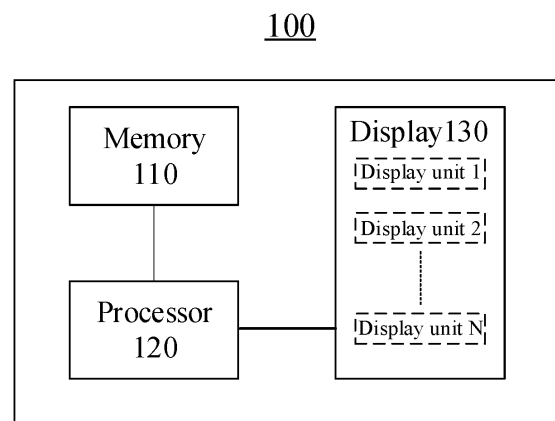 100
Memory
110
Processor
120
Display130
Display unit 1
Display unit 2
Display unit N